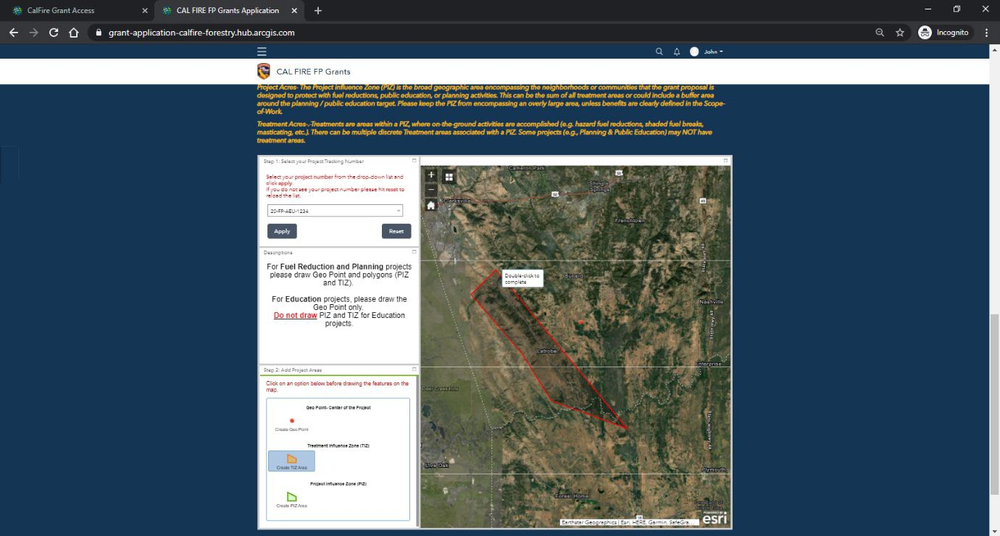 CalFire Grant Access
CAL FIRE FP Grants Application
grant-application-calfire-forestry.hub.arcgis.com
Incognito
John
CAL FIRE FP Grants
Project Acres- The Project Influence Zone (PIZ) is the broad geographic area encompassing the neighborhoods or communities that the grant proposal is
designed to protect with fuel reductions, public education, or planning activities. This can be the sum of all treatment areas or could include a buffer area
around the planning / public education target. Please keep the PIZ from encompassing an overly large area, unless benefits are clearly defined in the Scope-
of-Work.
Treatment Acres-.-Treatments are areas within a PIZ, where on-the-ground activities are accomplished (e.g. hazard fuel reductions, shaded fuel breaks,
masticating, etc.). There can be multiple discrete Treatment areas associated with a PIZ. Some projects (e.g., Planning & Public Education) may NOT have
treatment areas.
Step 1: Select your Project Tracking Number
Select your project number from the drop-down list and
click apply.
If you do not see your project number please hit reset to
reload the list.
20-FP-AEU-1234
Apply
Reset
Descriptions
For Fuel Reduction and Planning projects
please draw Geo Point and polygons (PIZ
and TIZ).
For Education projects, please draw the
Geo Point only.
Do not draw PIZ and TIZ for Education
projects.
Step 2: Add Project Areas
Click on an option below before drawing the features on the
map.
Geo Point- Center of the Project
Create Geo Point
Treatment Influence Zone (TIZ)
Create TIZ Area
Project Influence Zone (PIZ)
Create PIZ Area
+
−
Cameron Park
Shingle
Springs
50
Clarksville
49
Frenchtown
State Hwy 49
Double-click to
complete
Bullard
Nashville
State Hwy 49
Latrobe
Enterprise
Deer Creek Hills
State Highway 49
Live Oak
Plymouth
Forest Home
Earthstar Geographics | Esri, HERE, Garmin, SafeGra...
POWERED BY
esri